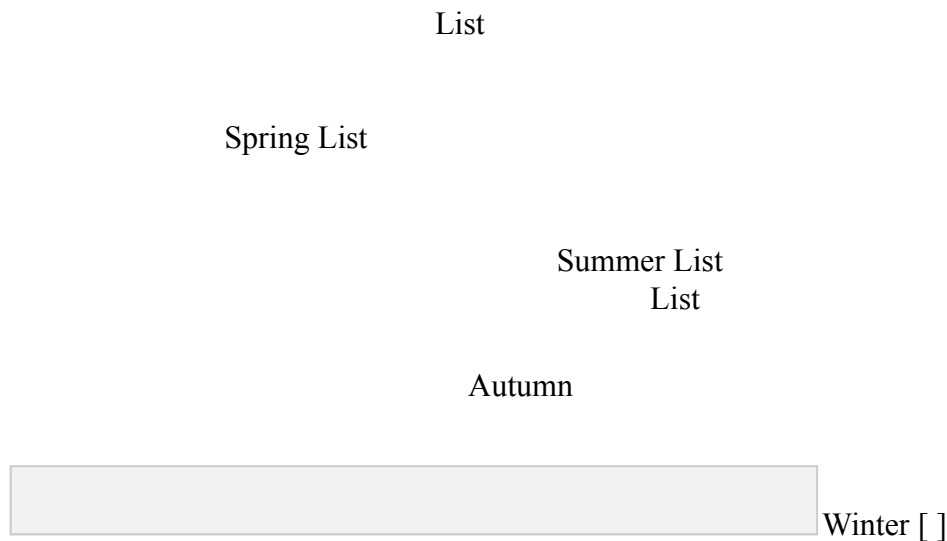 List
Spring List
Summer List
List
Autumn
Winter [ ]